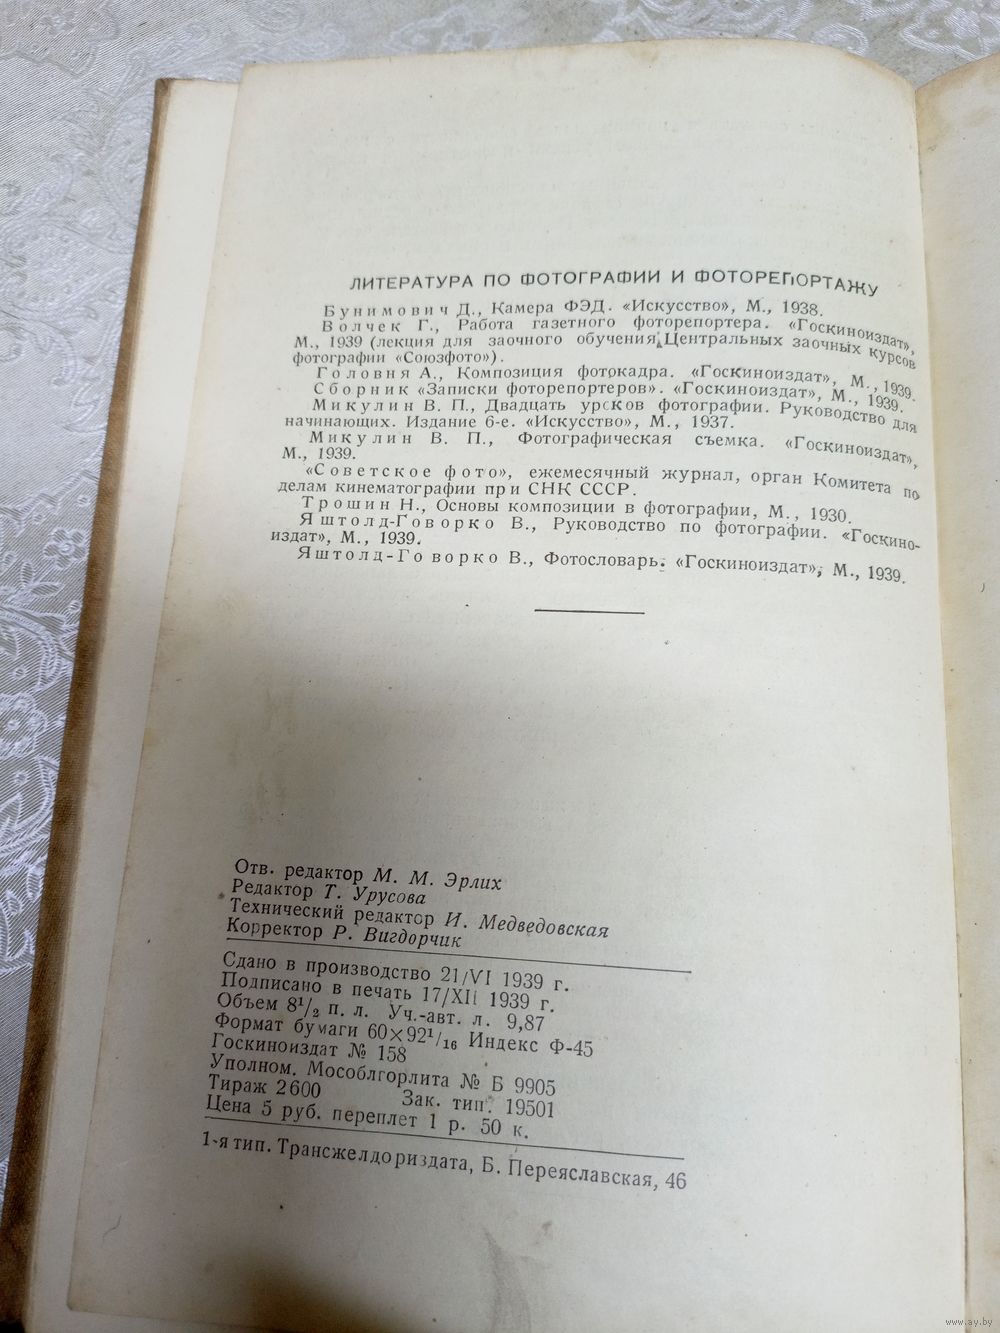 ЛИТЕРАТУРА ПО ФОТОГРАФИИ И ФОТОРЕПОРТАЖУ
Бунимович Д., Камера ФЭД. «Искусство», М., 1938.
Волчек Г., Работа газетного фоторепортера. «Госкиноиздат»,
М., 1939 (лекция для заочного обучения Центральных заочных курсов
фотографии «Союзфото»).
Головня А., Композиция фотокадра. «Госкиноиздат», М., 1939.
Сборник «Записки фоторепортеров». «Госкиноиздат», М., 1939.
Микулин В. П., Двадцать уроков фотографии. Руководство для
начинающих. Издание 6-е. «Искусство», М., 1937.
Микулин В. П., Фотографическая съемка. «Госкиноиздат»,
М., 1939.
«Советское фото», ежемесячный журнал, орган Комитета по
делам кинематографии при СНК СССР.
Трошин Н., Основы композиции в фотографии, М., 1930.
Яштолд-Говорко В., Руководство по фотографии. «Госкино-
издат», М., 1939.
Яштолд-Говорко В., Фотословарь. «Госкиноиздат», М., 1939.
Отв. редактор М. М. Эрлих
Редактор Т. Урусова
Технический редактор И. Медведовская
Корректор Р. Вигдорчик
Сдано в производство 21/VI 1939 г.
Подписано в печать 17/XII 1939 г.
Объем 8¹/₂ п. л. Уч.-авт. л. 9,87
Формат бумаги 60×92¹/₁₆ Индекс Ф-45
Госкиноиздат № 158
Уполном. Мособлгорлита № Б 9905
Тираж 2600 Зак. тип. 19501
Цена 5 руб. переплет 1 р. 50 к.
1-я тип. Трансжелдориздата, Б. Переяславская, 46
www.ay.by